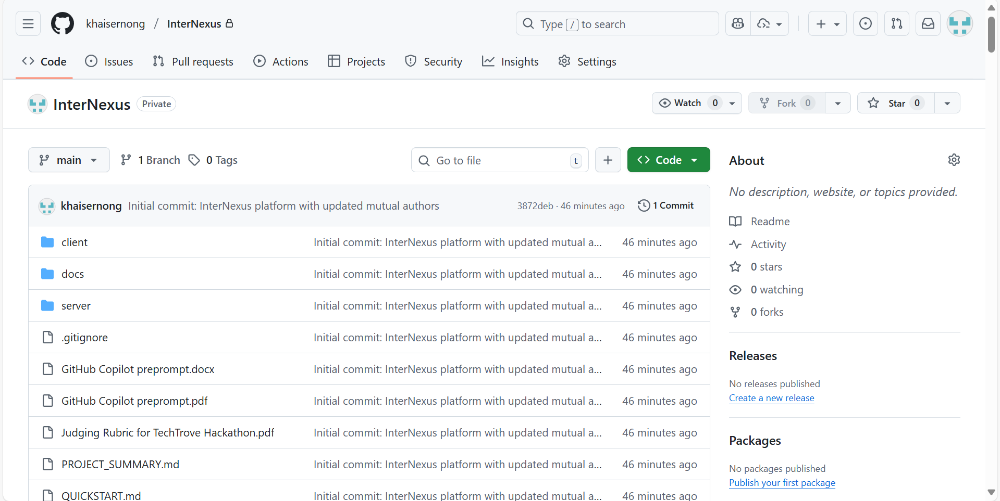 khaisernong / InterNexus
Type / to search
Code Issues Pull requests Actions Projects Security Insights Settings
InterNexus Private
Watch 0 Fork 0 Star 0
main 1 Branch 0 Tags
Go to file t + Code
khaisernong Initial commit: InterNexus platform with updated mutual authors 3872deb · 46 minutes ago 1 Commit
client Initial commit: InterNexus platform with updated mutual a... 46 minutes ago
docs Initial commit: InterNexus platform with updated mutual a... 46 minutes ago
server Initial commit: InterNexus platform with updated mutual a... 46 minutes ago
.gitignore Initial commit: InterNexus platform with updated mutual a... 46 minutes ago
GitHub Copilot preprompt.docx Initial commit: InterNexus platform with updated mutual a... 46 minutes ago
GitHub Copilot preprompt.pdf Initial commit: InterNexus platform with updated mutual a... 46 minutes ago
Judging Rubric for TechTrove Hackathon.pdf Initial commit: InterNexus platform with updated mutual a... 46 minutes ago
PROJECT_SUMMARY.md Initial commit: InterNexus platform with updated mutual a... 46 minutes ago
QUICKSTART.md Initial commit: InterNexus platform with updated mutual a... 46 minutes ago
About
No description, website, or topics provided.
Readme
Activity
0 stars
0 watching
0 forks
Releases
No releases published
Create a new release
Packages
No packages published
Publish your first package